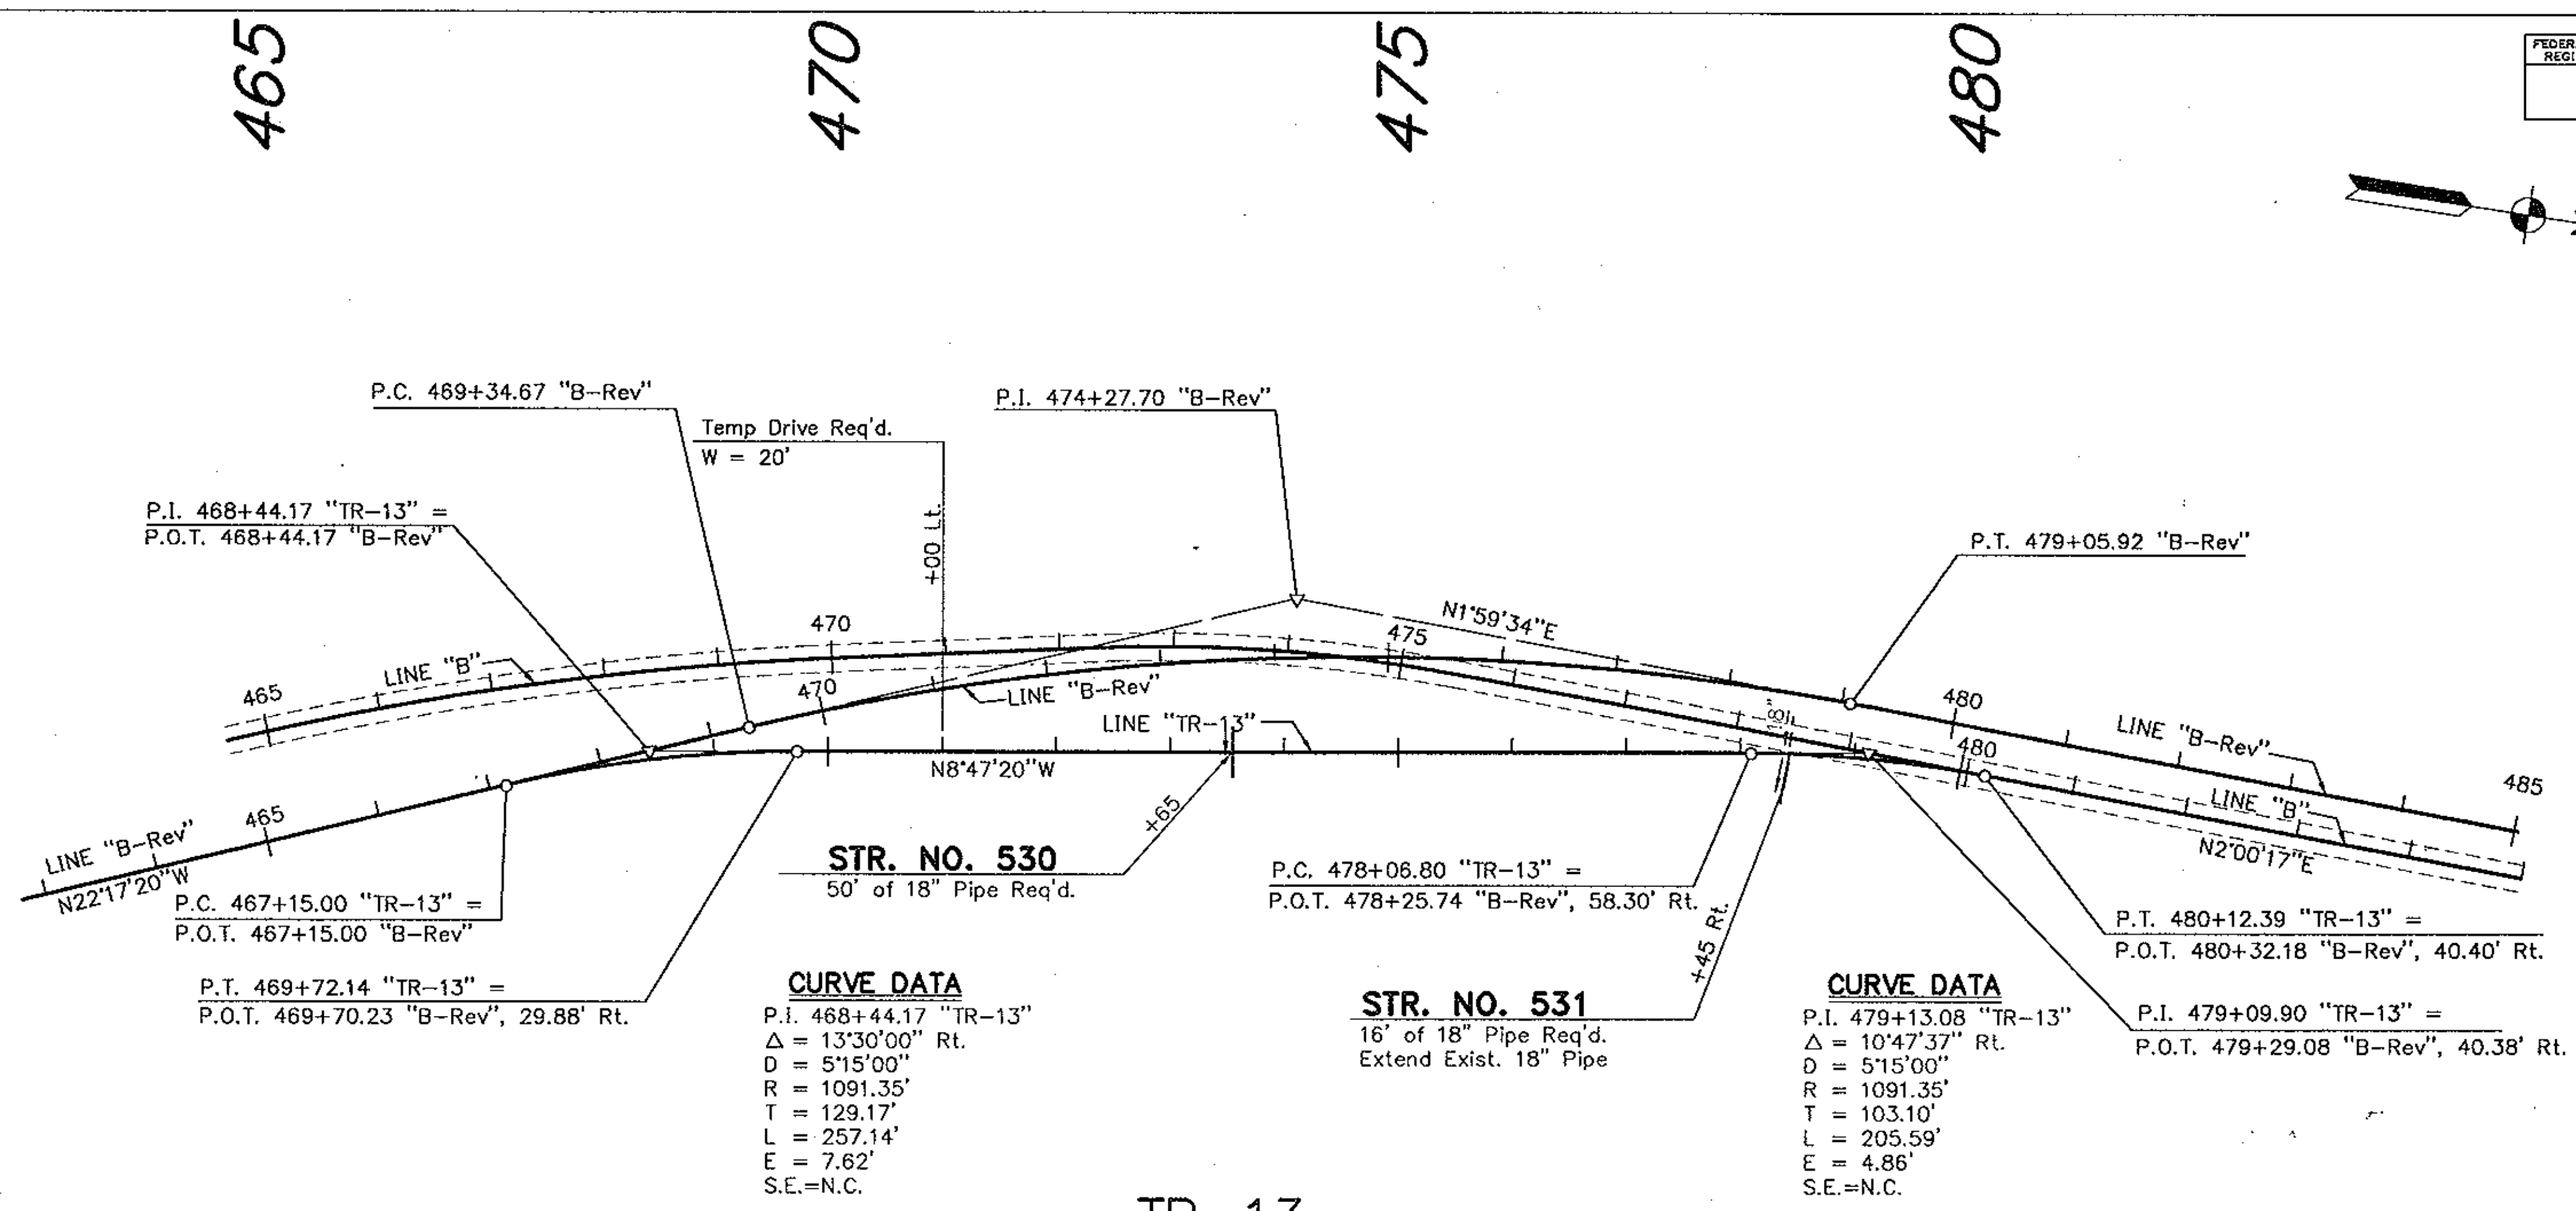 465
470
475
480
P.C. 469+34.67 "B-Rev"
Temp Drive Req'd.
W = 20'
+00 Lt.
P.I. 474+27.70 "B-Rev"
P.I. 468+44.17 "TR-13" =
P.O.T. 468+44.17 "B-Rev"
P.T. 479+05.92 "B-Rev"
N1°59'34"E
465
LINE "B"
470
475
470
LINE "B-Rev"
LINE "TR-13"
18"
480
480
LINE "B-Rev"
485
LINE "B"
N2°00'17"E
465
LINE "B-Rev"
N22°17'20"W
N8°47'20"W
+65
P.C. 467+15.00 "TR-13" =
P.O.T. 467+15.00 "B-Rev"
STR. NO. 530
50' of 18" Pipe Req'd.
P.C. 478+06.80 "TR-13" =
P.O.T. 478+25.74 "B-Rev", 58.30' Rt.
+45 Rt.
P.T. 480+12.39 "TR-13" =
P.O.T. 480+32.18 "B-Rev", 40.40' Rt.
P.T. 469+72.14 "TR-13" =
P.O.T. 469+70.23 "B-Rev", 29.88' Rt.
CURVE DATA
P.I. 468+44.17 "TR-13"
Δ = 13°30'00" Rt.
D = 5°15'00"
R = 1091.35'
T = 129.17'
L = 257.14'
E = 7.62'
S.E.=N.C.
STR. NO. 531
16' of 18" Pipe Req'd.
Extend Exist. 18" Pipe
CURVE DATA
P.I. 479+13.08 "TR-13"
Δ = 10°47'37" Rt.
D = 5°15'00"
R = 1091.35'
T = 103.10'
L = 205.59'
E = 4.86'
S.E.=N.C.
P.I. 479+09.90 "TR-13" =
P.O.T. 479+29.08 "B-Rev", 40.38' Rt.